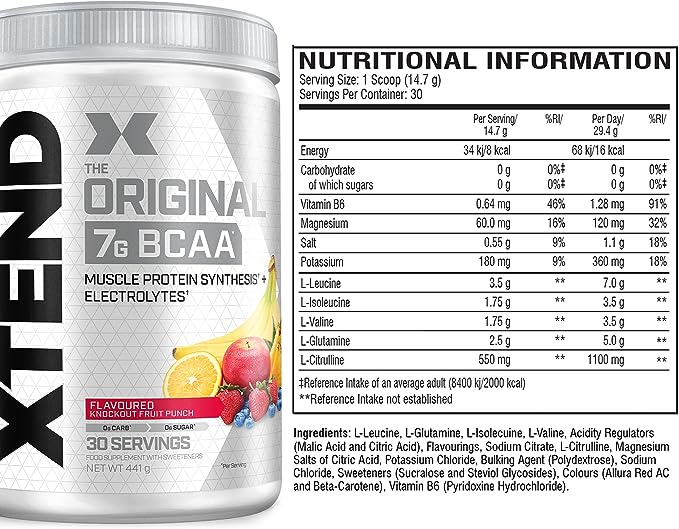 XTEND
X
THE
ORIGINAL
7G BCAA*
MUSCLE PROTEIN SYNTHESIS† +
ELECTROLYTES‡
FLAVOURED
KNOCKOUT FRUIT PUNCH
0G CARB* 0G SUGAR*
30 SERVINGS
FOOD SUPPLEMENT WITH SWEETENERS
NET WT 441 g
*Per Serving
NUTRITIONAL INFORMATION
Serving Size: 1 Scoop (14.7 g)
Servings Per Container: 30
Per Serving/ %RI/ Per Day/ %RI/
14.7 g 29.4 g
Energy 34 kj/8 kcal 68 kj/16 kcal
Carbohydrate 0 g 0%‡ 0 g 0%‡
of which sugars 0 g 0%‡ 0 g 0%‡
Vitamin B6 0.64 mg 46% 1.28 mg 91%
Magnesium 60.0 mg 16% 120 mg 32%
Salt 0.55 g 9% 1.1 g 18%
Potassium 180 mg 9% 360 mg 18%
L-Leucine 3.5 g ** 7.0 g **
L-Isoleucine 1.75 g ** 3.5 g **
L-Valine 1.75 g ** 3.5 g **
L-Glutamine 2.5 g ** 5.0 g **
L-Citrulline 550 mg ** 1100 mg **
‡Reference Intake of an average adult (8400 kj/2000 kcal)
**Reference Intake not established
Ingredients: L-Leucine, L-Glutamine, L-Isolecuine, L-Valine, Acidity Regulators
(Malic Acid and Citric Acid), Flavourings, Sodium Citrate, L-Citrulline, Magnesium
Salts of Citric Acid, Potassium Chloride, Bulking Agent (Polydextrose), Sodium
Chloride, Sweeteners (Sucralose and Steviol Glycosides), Colours (Allura Red AC
and Beta-Carotene), Vitamin B6 (Pyridoxine Hydrochloride).